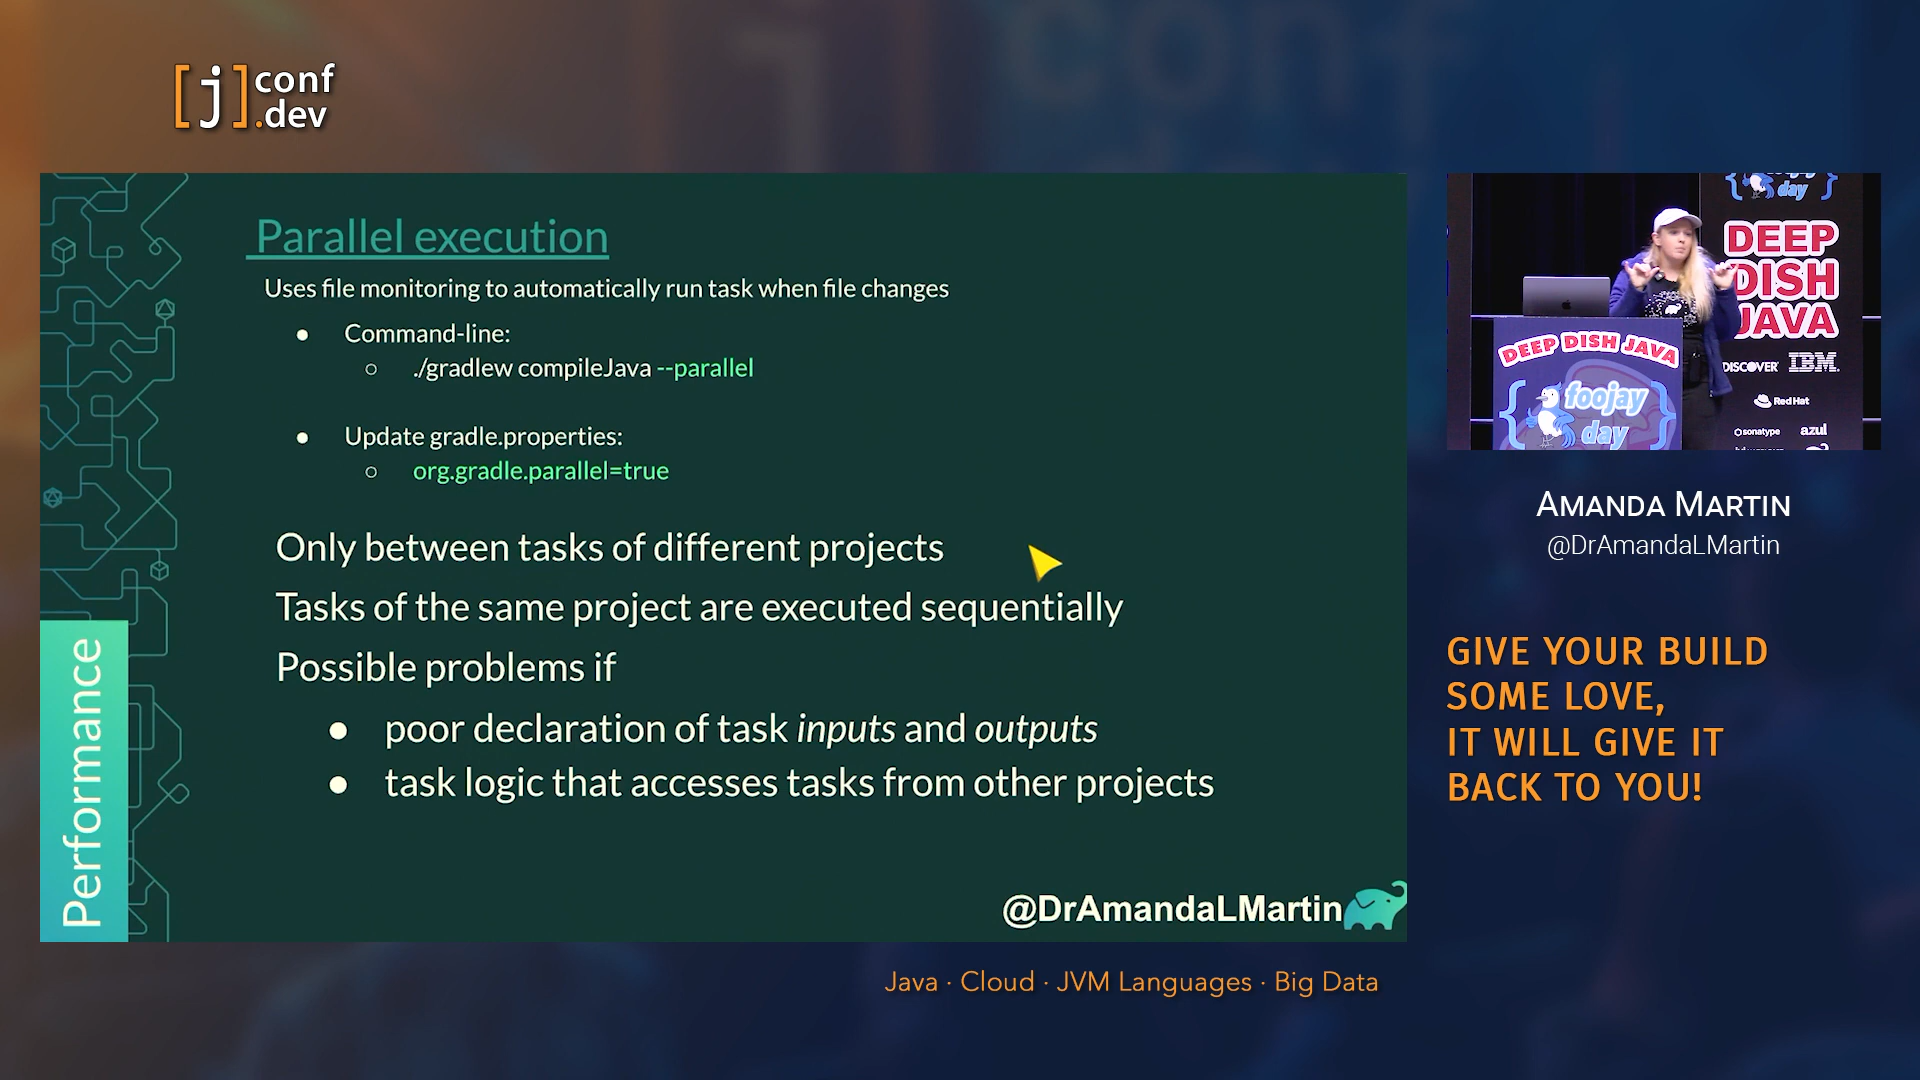 [j] conf
.dev
Parallel execution
Uses file monitoring to automatically run task when file changes
● Command-line:
○ ./gradlew compileJava --parallel
● Update gradle.properties:
○ org.gradle.parallel=true
Only between tasks of different projects
Tasks of the same project are executed sequentially
Possible problems if
● poor declaration of task inputs and outputs
● task logic that accesses tasks from other projects
Performance
@DrAmandaLMartin
day
DEEP
DISH
JAVA
DISCOVER IBM
Red Hat
sonatype azul
DEEP DISH JAVA
{ foojay }
day
Amanda Martin
@DrAmandaLMartin
GIVE YOUR BUILD
SOME LOVE,
IT WILL GIVE IT
BACK TO YOU!
Java · Cloud · JVM Languages · Big Data